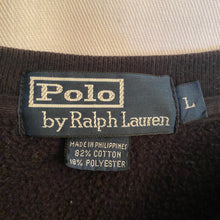 Polo
by Ralph Lauren
L
MADE IN PHILIPPINES
82% COTTON
18% POLYESTER